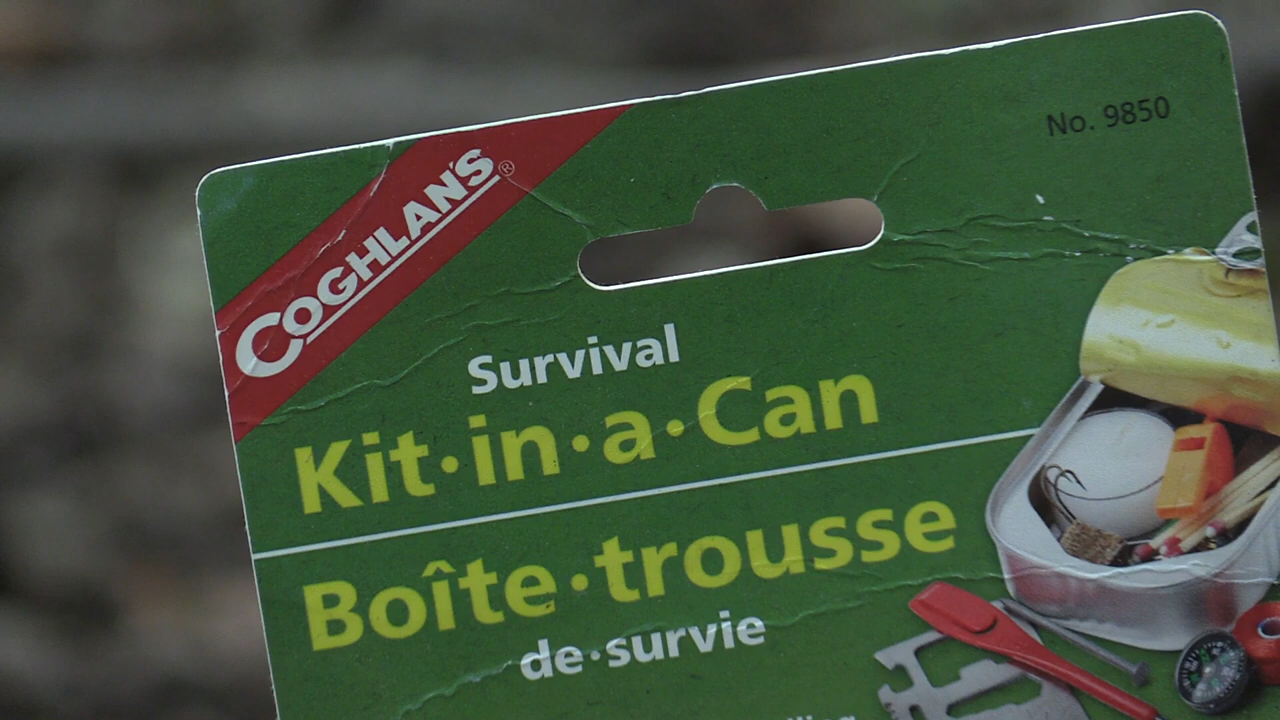 COGHLAN'S®
No. 9850
Survival
Kit·in·a·Can
Boîte·trousse
de·survie